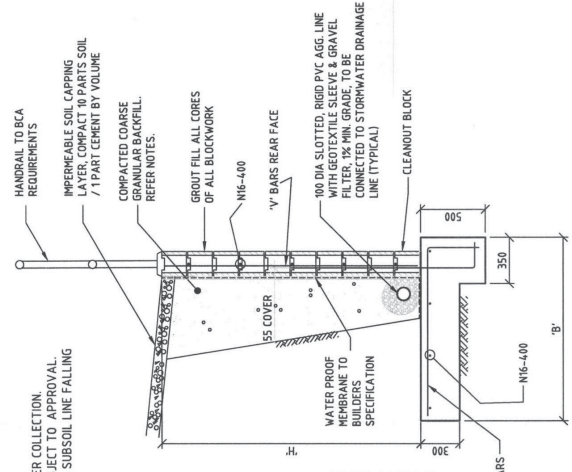 ER COLLECTION.
JECT TO APPROVAL.
SUBSOIL LINE FALLING
HANDRAIL TO BCA
REQUIREMENTS
IMPERMEABLE SOIL CAPPING
LAYER, COMPACT 10 PARTS SOIL
/ 1 PART CEMENT BY VOLUME
COMPACTED COARSE
GRANULAR BACKFILL.
REFER NOTES.
GROUT FILL ALL CORES
OF ALL BLOCKWORK
N16-400
'V' BARS REAR FACE
100 DIA SLOTTED, RIGID PVC AGG. LINE
WITH GEOTEXTILE SLEEVE & GRAVEL
FILTER, 1% MIN. GRADE, TO BE
CONNECTED TO STORMWATER DRAINAGE
LINE (TYPICAL)
CLEANOUT BLOCK
55 COVER
WATER PROOF
MEMBRANE TO
BUILDERS
SPECIFICATION
'H'
500
350
300
'B'
N16-400
ARS